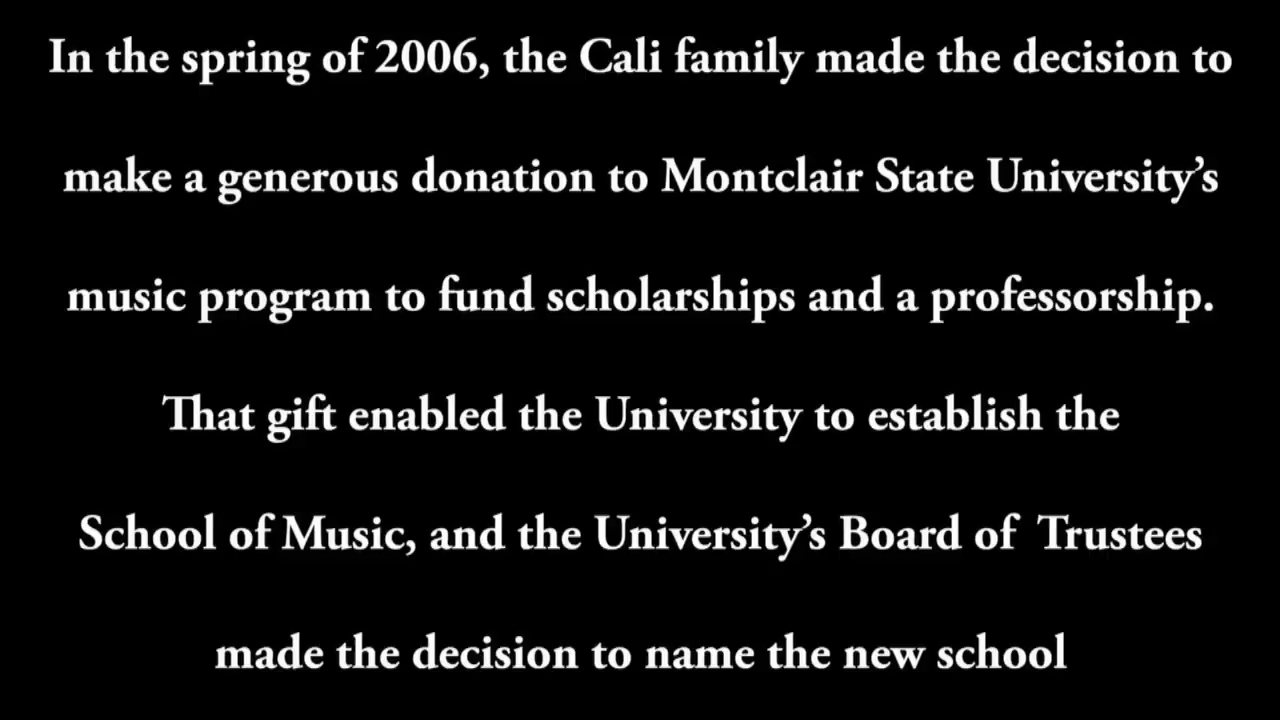 In the spring of 2006, the Cali family made the decision to
make a generous donation to Montclair State University’s
music program to fund scholarships and a professorship.
That gift enabled the University to establish the
School of Music, and the University’s Board of Trustees
made the decision to name the new school